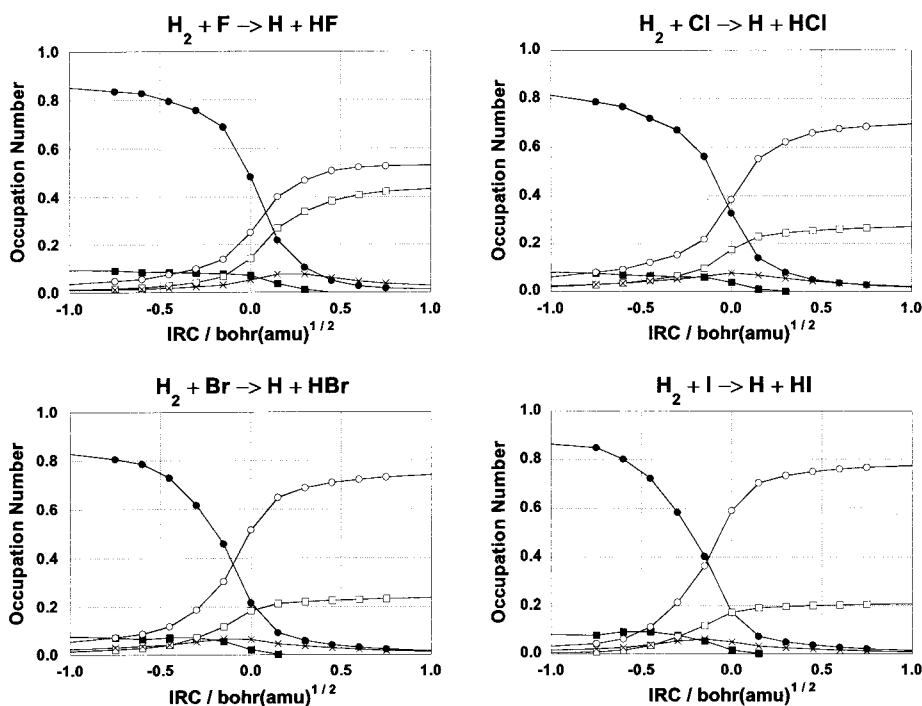 H2 + F -> H + HF
1.0
0.8
0.6
0.4
0.2
0.0
Occupation Number
-1.0 -0.5 0.0 0.5 1.0
IRC / bohr(amu)1/2
H2 + Cl -> H + HCl
1.0
0.8
0.6
0.4
0.2
0.0
Occupation Number
-1.0 -0.5 0.0 0.5 1.0
IRC / bohr(amu)1/2
H2 + Br -> H + HBr
1.0
0.8
0.6
0.4
0.2
0.0
Occupation Number
-1.0 -0.5 0.0 0.5 1.0
IRC / bohr(amu)1/2
H2 + I -> H + HI
1.0
0.8
0.6
0.4
0.2
0.0
Occupation Number
-1.0 -0.5 0.0 0.5 1.0
IRC / bohr(amu)1/2